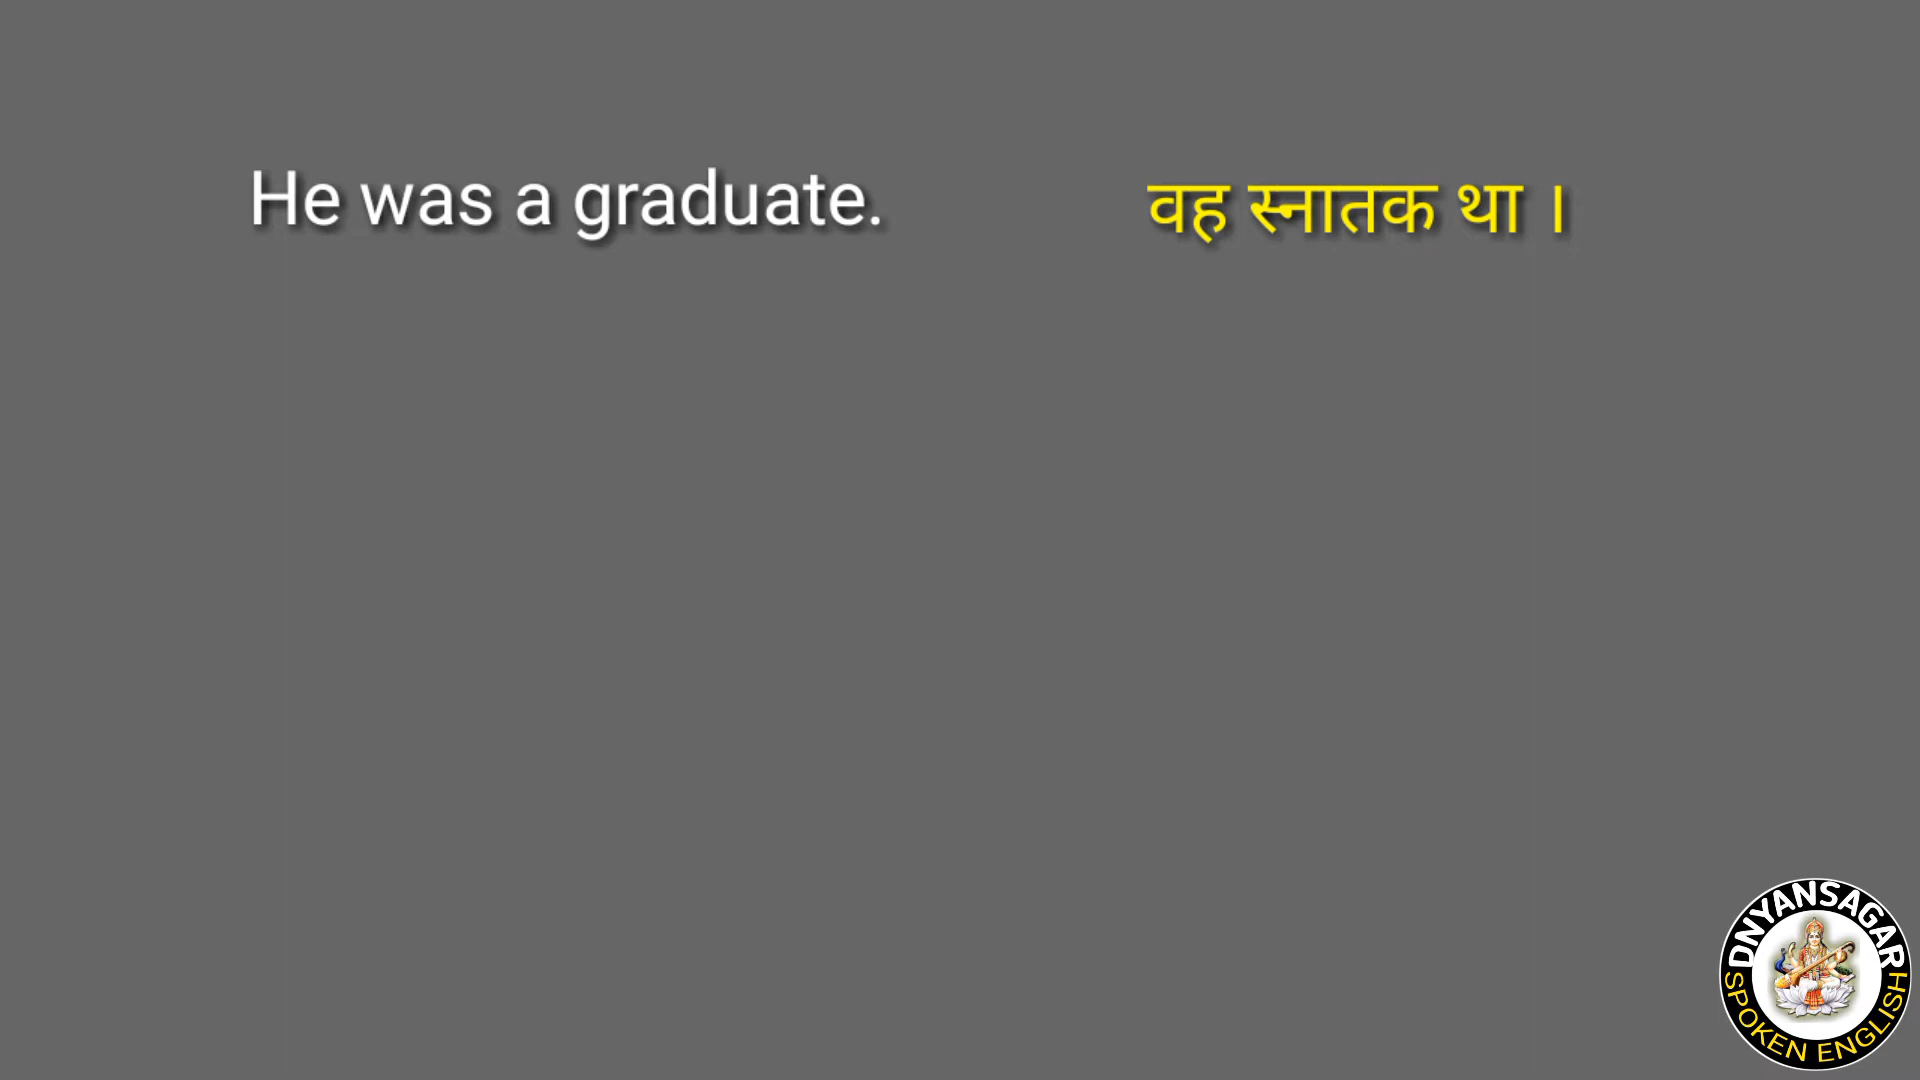 He was a graduate. वह स्नातक था ।
DNYANSAGAR
SPOKEN ENGLISH